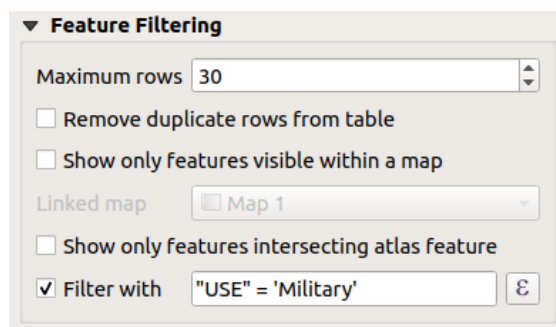 Feature Filtering
Maximum rows 30
Remove duplicate rows from table
Show only features visible within a map
Linked map Map 1
Show only features intersecting atlas feature
Filter with "USE" = 'Military' ε